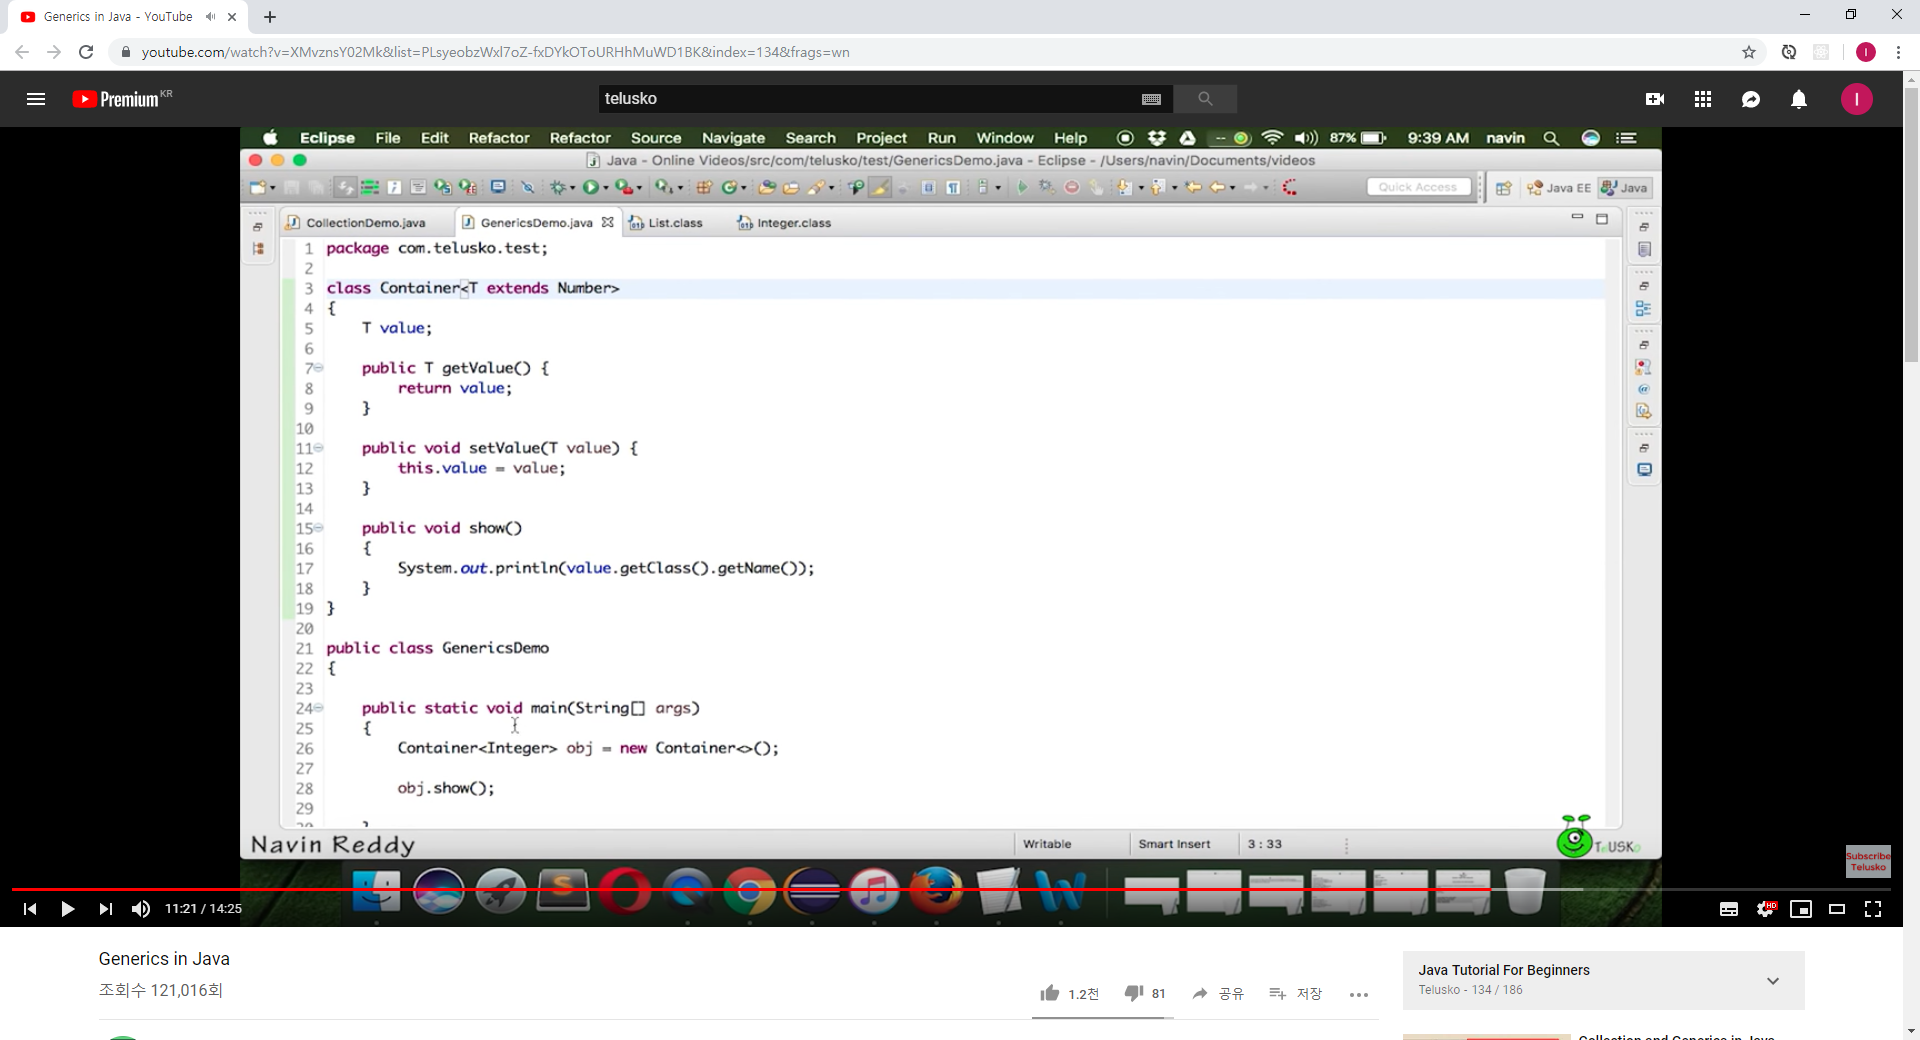 Generics in Java - YouTube
youtube.com/watch?v=XMvznsY02Mk&list=PLsyeobzWxl7oZ-fxDYkOToURHhMuWD1BK&index=134&frags=wn
Premium KR
telusko
I
Eclipse File Edit Refactor Refactor Source Navigate Search Project Run Window Help 87% 9:39 AM navin
Java - Online Videos/src/com/telusko/test/GenericsDemo.java - Eclipse - /Users/navin/Documents/videos
Quick Access Java EE Java
CollectionDemo.java GenericsDemo.java List.class Integer.class
1 package com.telusko.test;
2
3 class Container<T extends Number>
4 {
5 T value;
6
7 public T getValue() {
8 return value;
9 }
10
11 public void setValue(T value) {
12 this.value = value;
13 }
14
15 public void show()
16 {
17 System.out.println(value.getClass().getName());
18 }
19 }
20
21 public class GenericsDemo
22 {
23
24 public static void main(String[] args)
25 {
26 Container<Integer> obj = new Container<>();
27
28 obj.show();
29
30 }
Navin Reddy
Writable Smart Insert 3 : 33
TeLUSKO
Subscribe
Telusko
11:21 / 14:25
HD
Generics in Java
조회수 121,016회
1.2천 81 공유 저장
Java Tutorial For Beginners
Telusko - 134 / 186
Collection and Generics in Java